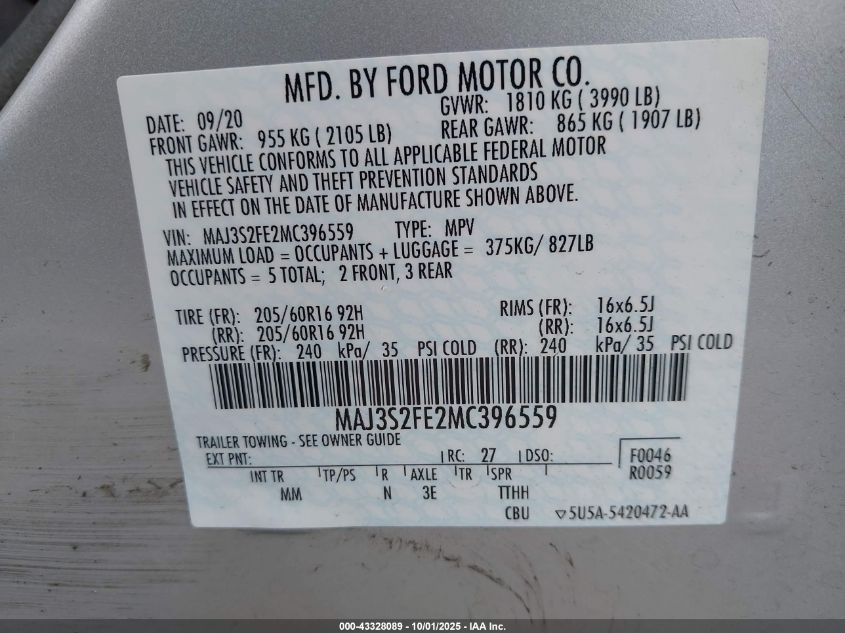 MFD. BY FORD MOTOR CO.
DATE: 09/20 GVWR: 1810 KG ( 3990 LB)
FRONT GAWR: 955 KG ( 2105 LB) REAR GAWR: 865 KG ( 1907 LB)
THIS VEHICLE CONFORMS TO ALL APPLICABLE FEDERAL MOTOR
VEHICLE SAFETY AND THEFT PREVENTION STANDARDS
IN EFFECT ON THE DATE OF MANUFACTURE SHOWN ABOVE.
VIN: MAJ3S2FE2MC396559 TYPE: MPV
MAXIMUM LOAD = OCCUPANTS + LUGGAGE = 375KG/ 827LB
OCCUPANTS = 5 TOTAL; 2 FRONT, 3 REAR
TIRE (FR): 205/60R16 92H RIMS (FR): 16x6.5J
(RR): 205/60R16 92H (RR): 16x6.5J
PRESSURE (FR): 240 kPa/ 35 PSI COLD (RR): 240 kPa/ 35 PSI COLD
MAJ3S2FE2MC396559
TRAILER TOWING - SEE OWNER GUIDE
EXT PNT: RC: 27 DSO: F0046
INT TR TP/PS R AXLE TR SPR R0059
MM N 3E TTHH
CBU ▽5U5A-5420472-AA
000-43328089 - 10/01/2025 - IAA Inc.